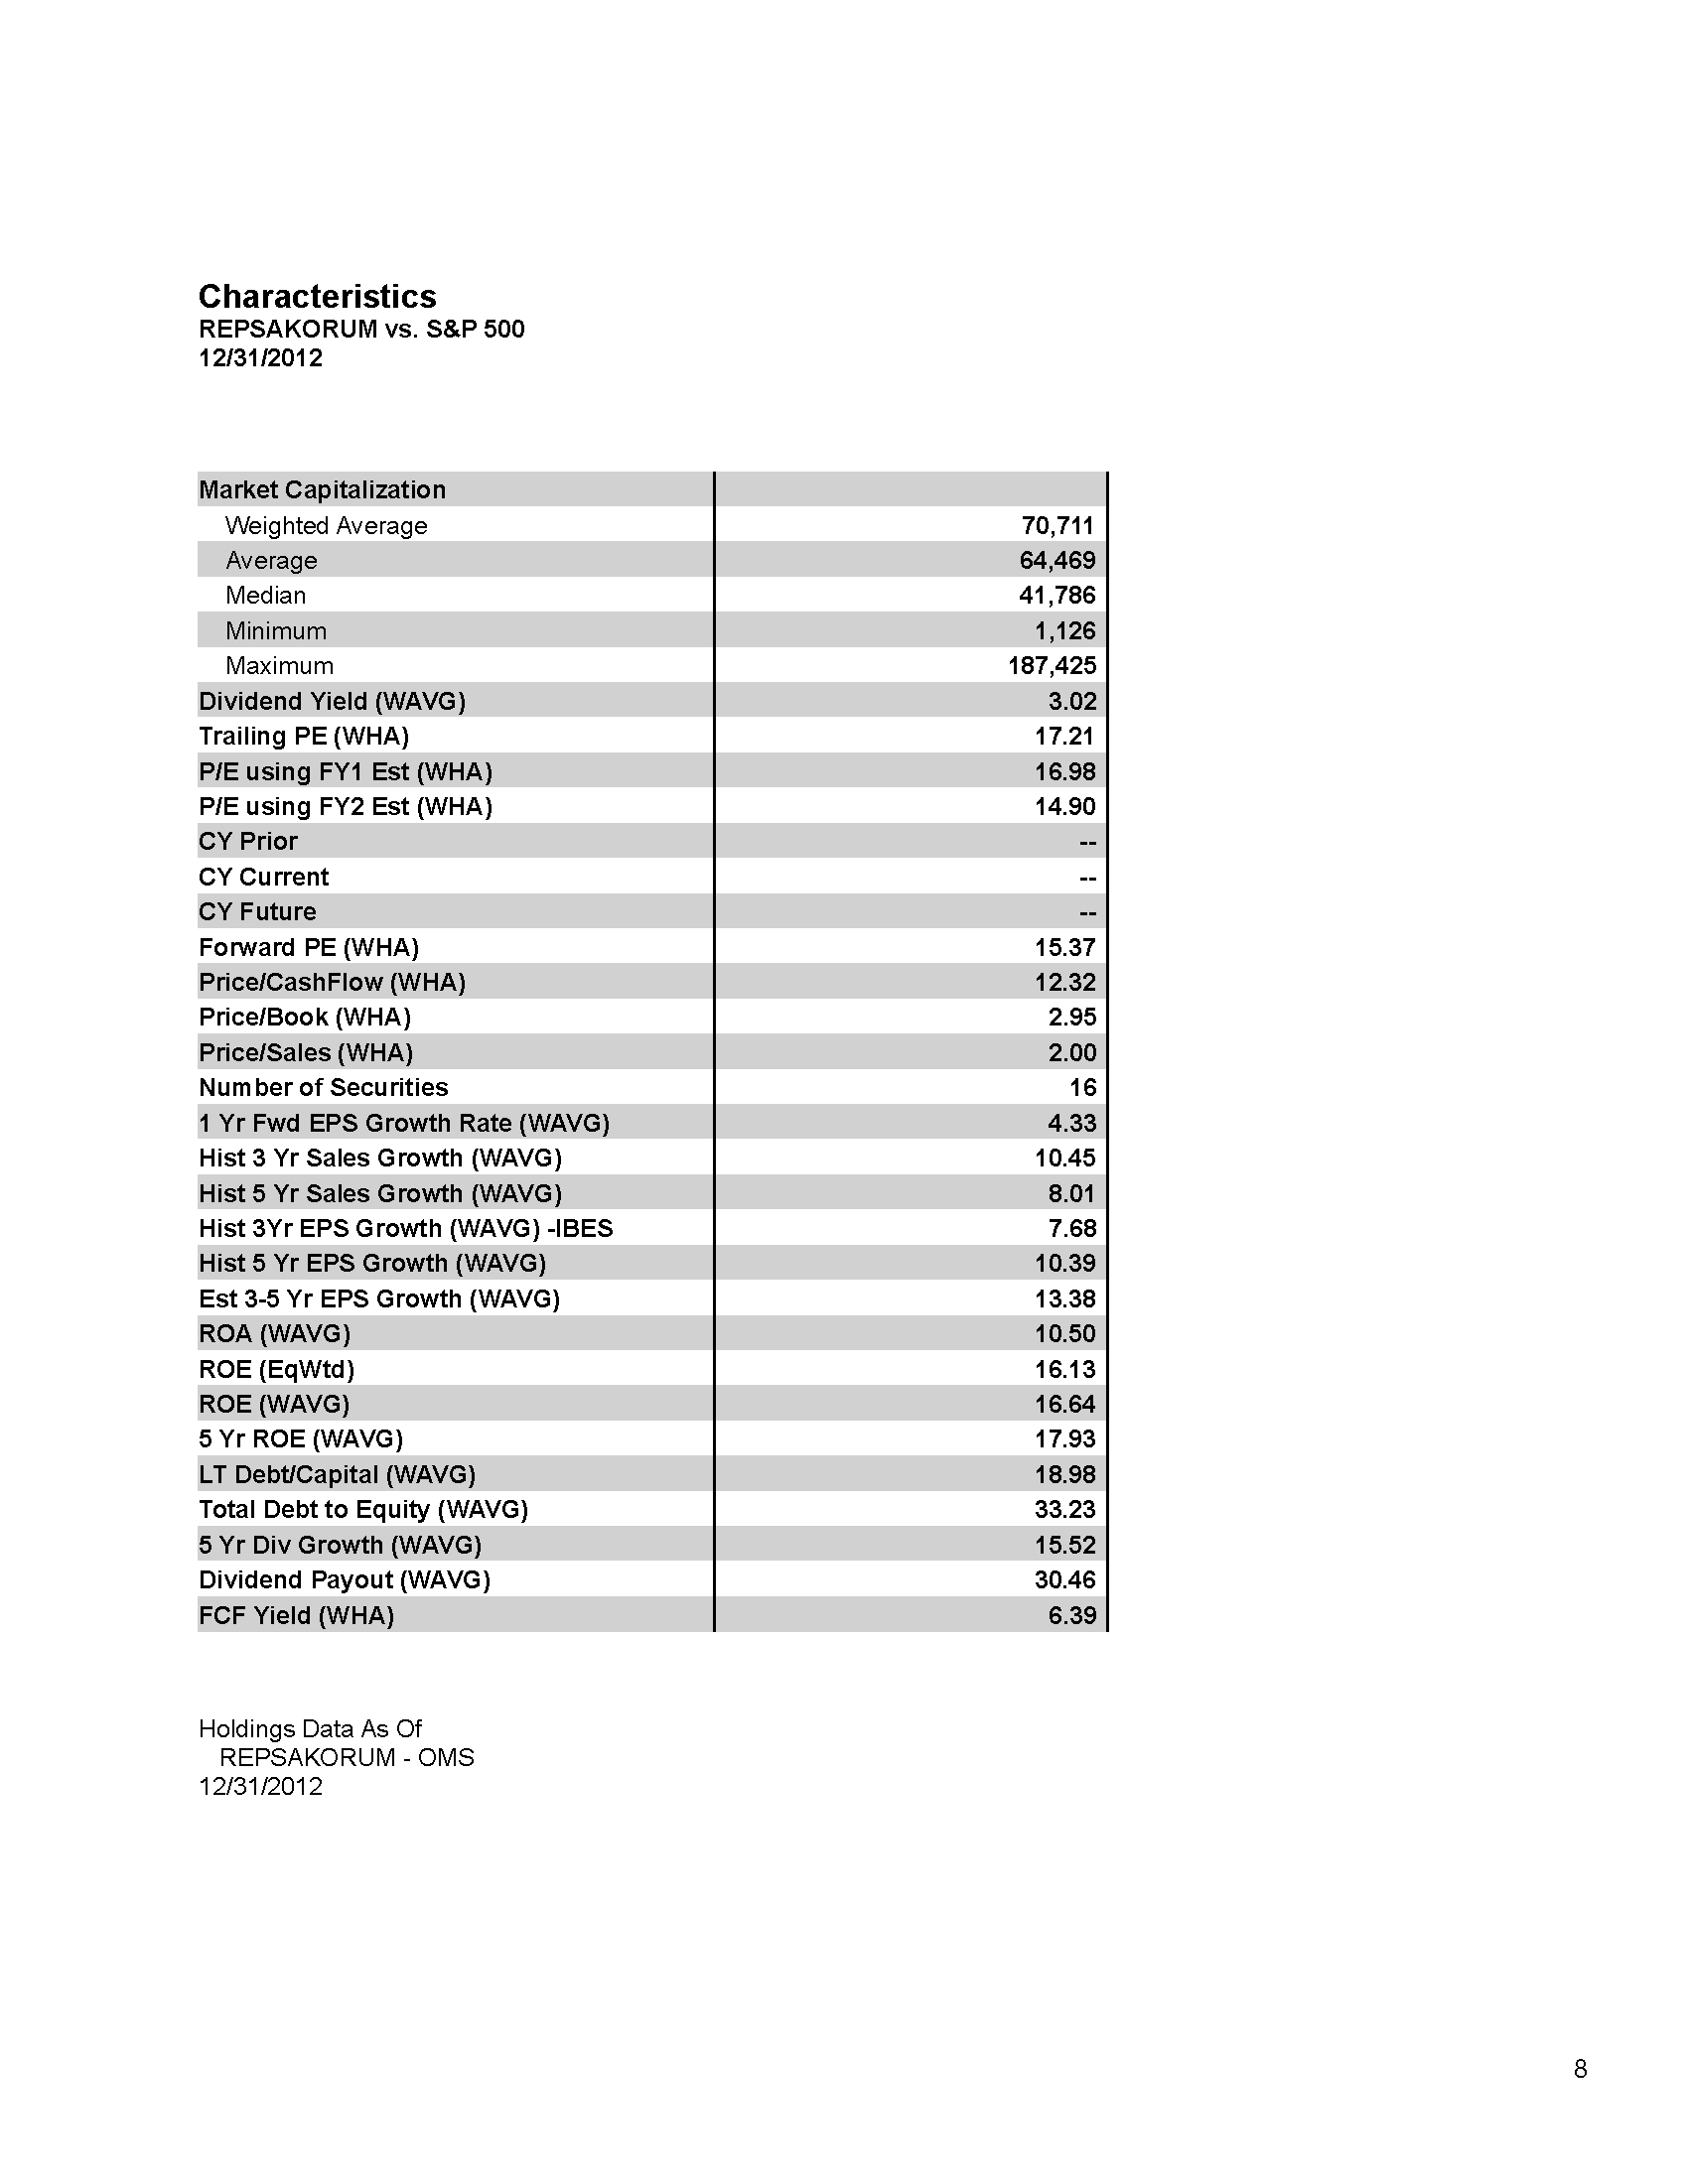 Characteristics
REPSAKORUM vs. S&P 500
12/31/2012
Market Capitalization
Weighted Average 70,711
Average 64,469
Median 41,786
Minimum 1,126
Maximum 187,425
Dividend Yield (WAVG) 3.02
Trailing PE (WHA) 17.21
P/E using FY1 Est (WHA) 16.98
P/E using FY2 Est (WHA) 14.90
CY Prior --
CY Current --
CY Future --
Forward PE (WHA) 15.37
Price/CashFlow (WHA) 12.32
Price/Book (WHA) 2.95
Price/Sales (WHA) 2.00
Number of Securities 16
1 Yr Fwd EPS Growth Rate (WAVG) 4.33
Hist 3 Yr Sales Growth (WAVG) 10.45
Hist 5 Yr Sales Growth (WAVG) 8.01
Hist 3Yr EPS Growth (WAVG) -IBES 7.68
Hist 5 Yr EPS Growth (WAVG) 10.39
Est 3-5 Yr EPS Growth (WAVG) 13.38
ROA (WAVG) 10.50
ROE (EqWtd) 16.13
ROE (WAVG) 16.64
5 Yr ROE (WAVG) 17.93
LT Debt/Capital (WAVG) 18.98
Total Debt to Equity (WAVG) 33.23
5 Yr Div Growth (WAVG) 15.52
Dividend Payout (WAVG) 30.46
FCF Yield (WHA) 6.39
Holdings Data As Of
REPSAKORUM - OMS
12/31/2012
8